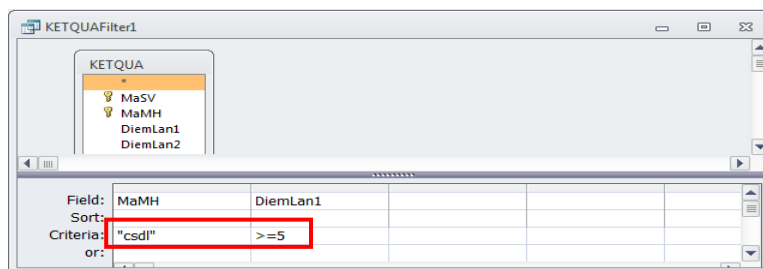 KETQUAFilter1
KETQUA
*
MaSV
MaMH
DiemLan1
DiemLan2
Field: MaMH DiemLan1
Sort:
Criteria: "csdl" >=5
or: